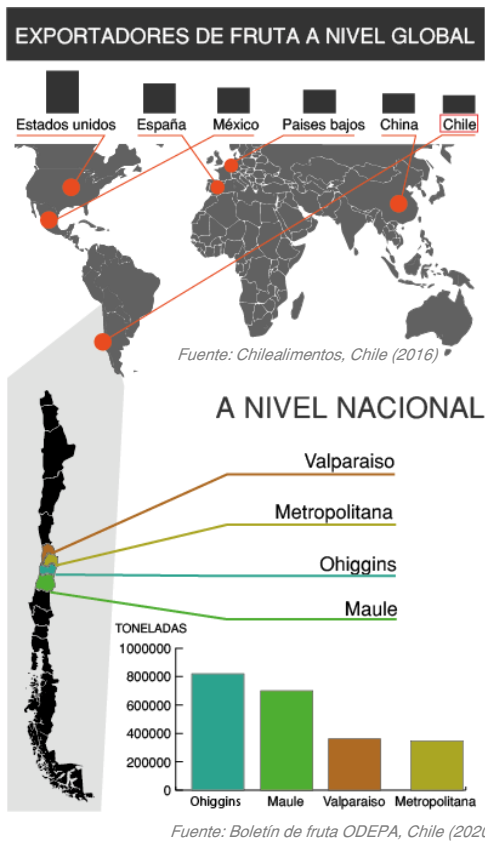 EXPORTADORES DE FRUTA A NIVEL GLOBAL
Estados unidos España México Paises bajos China Chile
Fuente: Chilealimentos, Chile (2016)
A NIVEL NACIONAL
Valparaiso
Metropolitana
Ohiggins
Maule
TONELADAS
1000000
800000
600000
400000
200000
0
Ohiggins Maule Valparaiso Metropolitana
Fuente: Boletín de fruta ODEPA, Chile (2020